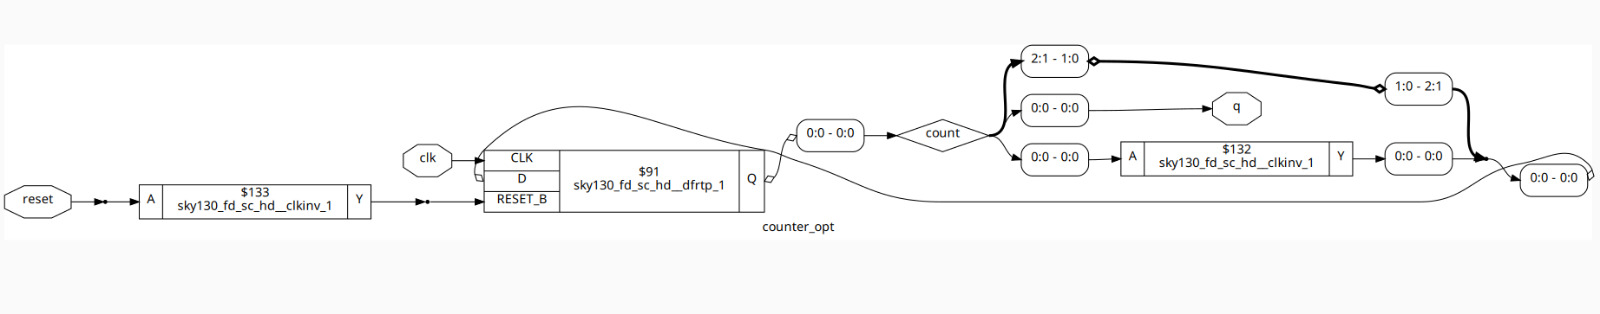 2:1 - 1:0
1:0 - 2:1
0:0 - 0:0
q
0:0 - 0:0
count
clk
CLK
D
RESET_B
$91
sky130_fd_sc_hd__dfrtp_1
Q
0:0 - 0:0
A
$132
sky130_fd_sc_hd__clkinv_1
Y
0:0 - 0:0
0:0 - 0:0
reset
A
$133
sky130_fd_sc_hd__clkinv_1
Y
counter_opt